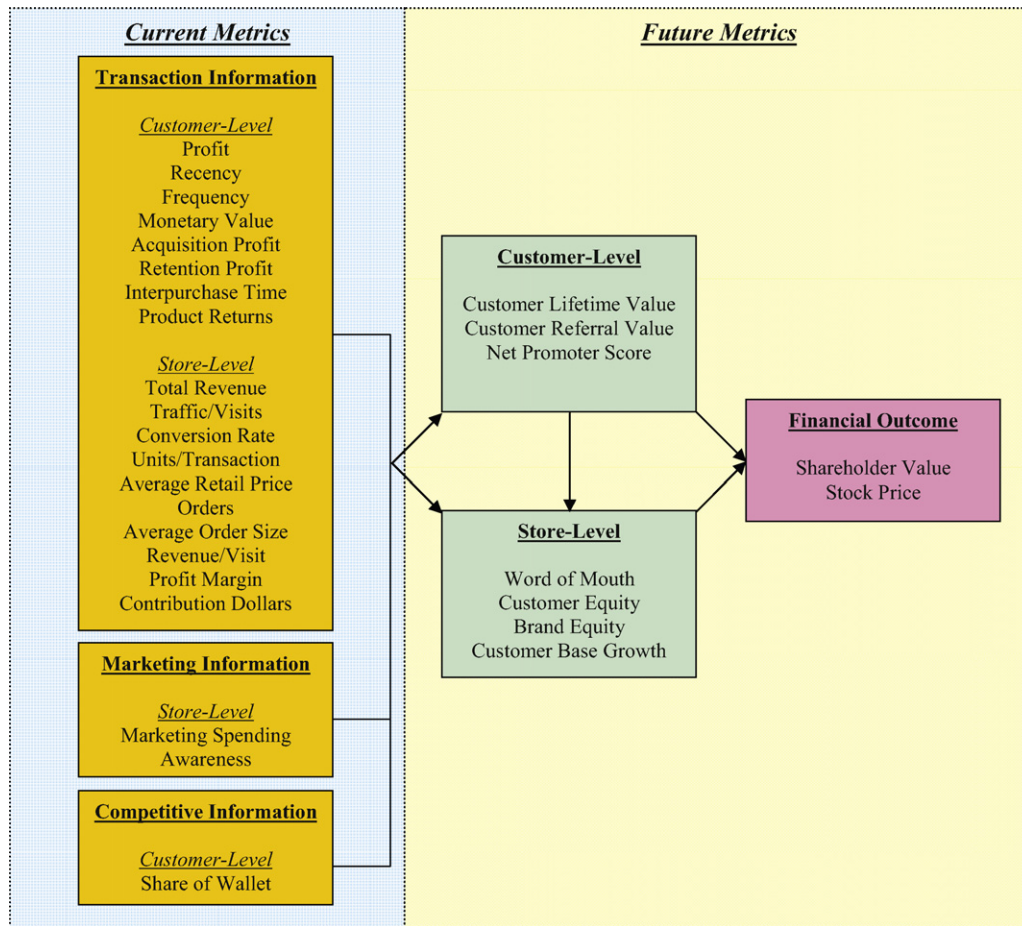 Current Metrics
Transaction Information
Customer-Level
Profit
Recency
Frequency
Monetary Value
Acquisition Profit
Retention Profit
Interpurchase Time
Product Returns
Store-Level
Total Revenue
Traffic/Visits
Conversion Rate
Units/Transaction
Average Retail Price
Orders
Average Order Size
Revenue/Visit
Profit Margin
Contribution Dollars
Marketing Information
Store-Level
Marketing Spending
Awareness
Competitive Information
Customer-Level
Share of Wallet
Future Metrics
Customer-Level
Customer Lifetime Value
Customer Referral Value
Net Promoter Score
Store-Level
Word of Mouth
Customer Equity
Brand Equity
Customer Base Growth
Financial Outcome
Shareholder Value
Stock Price